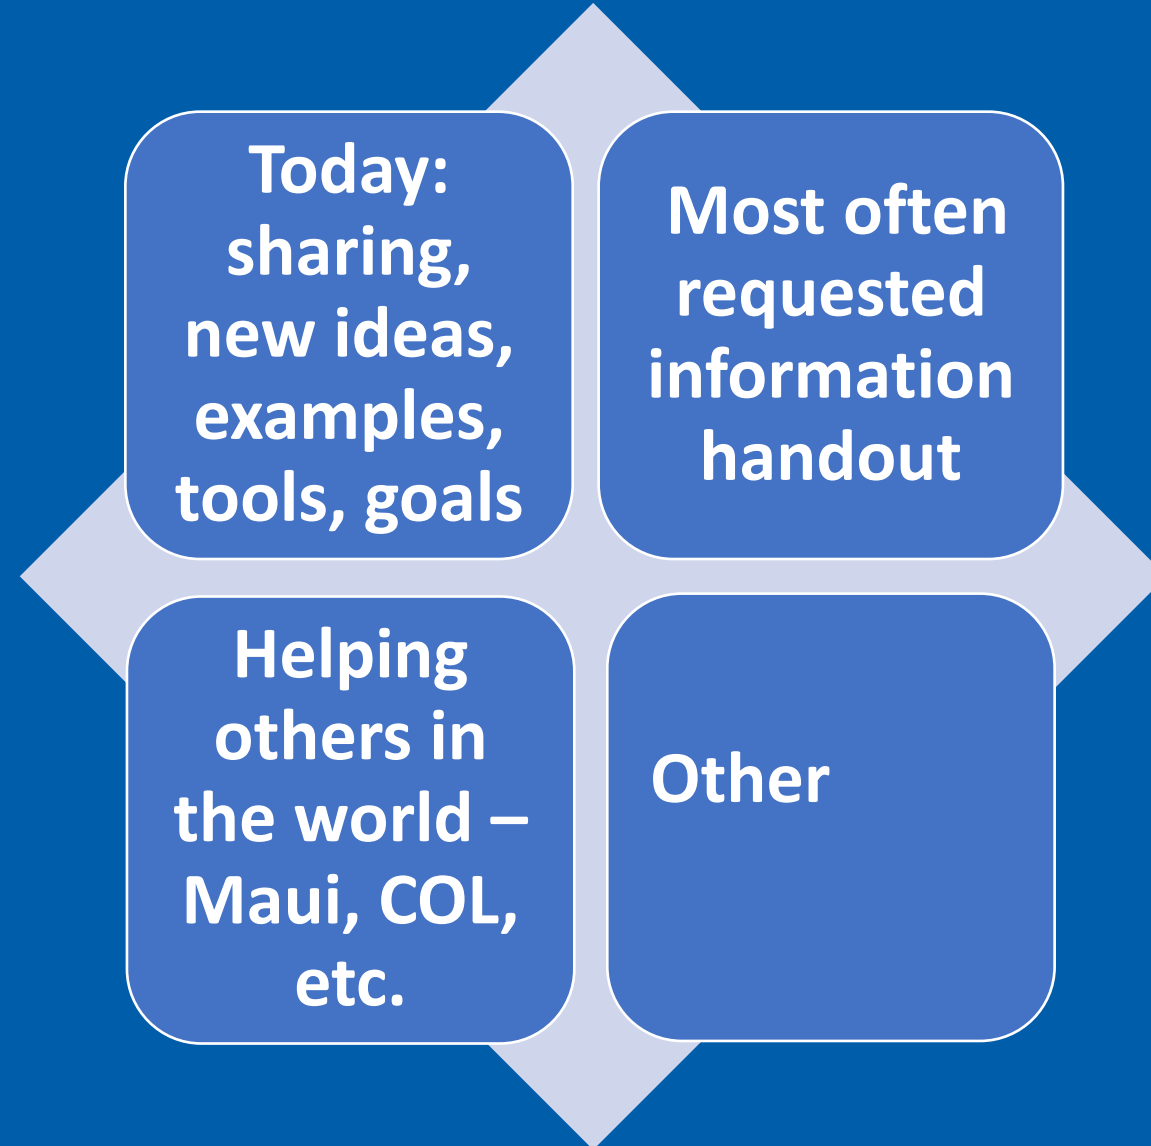 Today:
sharing,
new ideas,
examples,
tools, goals
Most often
requested
information
handout
Helping
others in
the world –
Maui, COL,
etc.
Other